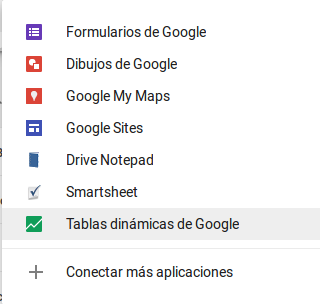 Formularios de Google
Dibujos de Google
Google My Maps
Google Sites
Drive Notepad
Smartsheet
Tablas dinámicas de Google
Conectar más aplicaciones